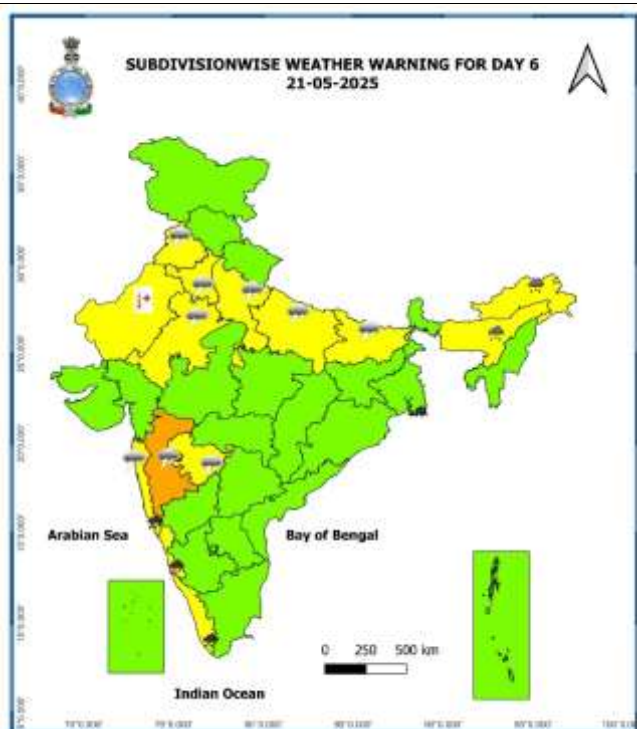 SUBDIVISIONWISE WEATHER WARNING FOR DAY 6
21-05-2025
Arabian Sea
Bay of Bengal
0 250 500 km
Indian Ocean